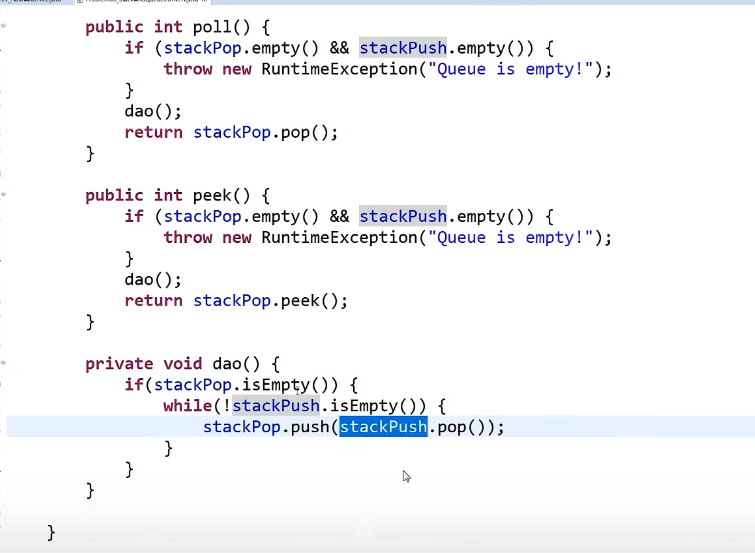 public int poll() {
if (stackPop.empty() && stackPush.empty()) {
throw new RuntimeException("Queue is empty!");
}
dao();
return stackPop.pop();
}
public int peek() {
if (stackPop.empty() && stackPush.empty()) {
throw new RuntimeException("Queue is empty!");
}
dao();
return stackPop.peek();
}
private void dao() {
if(stackPop.isEmpty()) {
while(!stackPush.isEmpty()) {
stackPop.push(stackPush.pop());
}
}
}
}